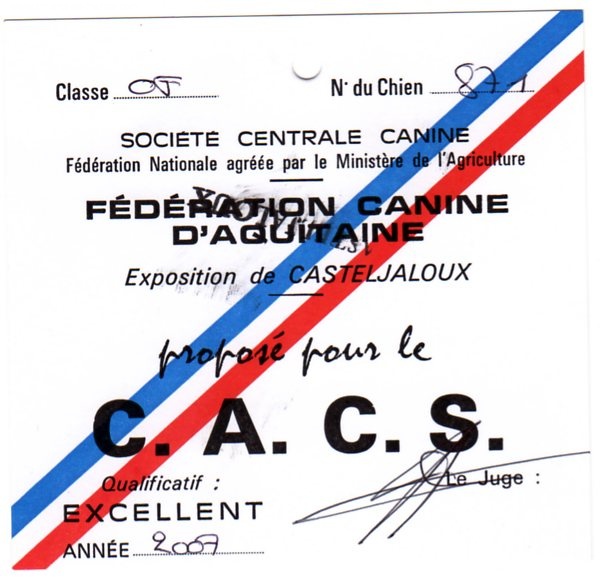 Classe OJ N° du Chien 871
SOCIÉTÉ CENTRALE CANINE
Fédération Nationale agréée par le Ministère de l'Agriculture
FÉDÉRATION CANINE
D'AQUITAINE
Exposition de CASTELJALOUX
proposé pour le
C. A. C. S.
Qualificatif : Le Juge :
EXCELLENT
ANNÉE 2007